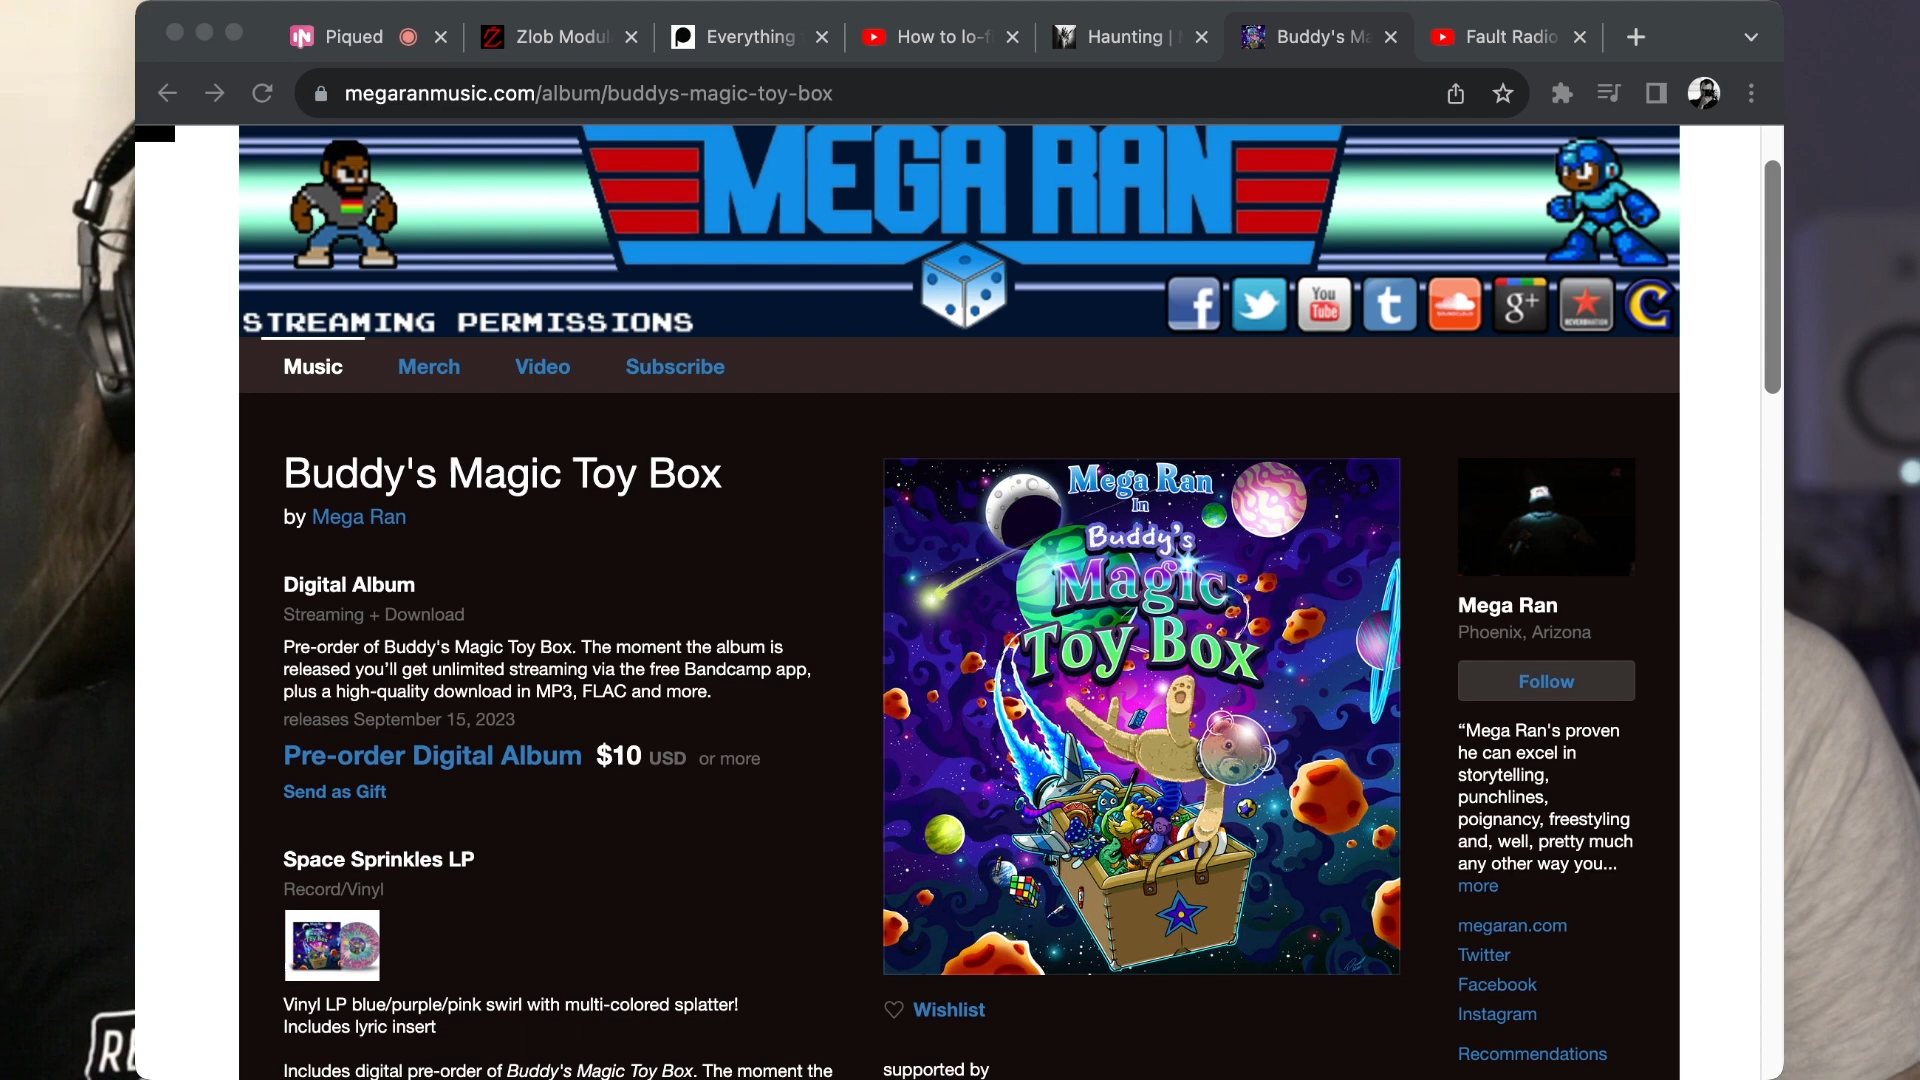 Piqued
Zlob Modul
Everything
How to lo-f
Haunting |
Buddy's Ma
Fault Radio
megaranmusic.com/album/buddys-magic-toy-box
MEGA RAN
STREAMING PERMISSIONS
You
Tube
g+
Music
Merch
Video
Subscribe
Buddy's Magic Toy Box
by Mega Ran
Digital Album
Streaming + Download
Pre-order of Buddy's Magic Toy Box. The moment the album is
released you'll get unlimited streaming via the free Bandcamp app,
plus a high-quality download in MP3, FLAC and more.
releases September 15, 2023
Pre-order Digital Album $10 USD or more
Send as Gift
Space Sprinkles LP
Record/Vinyl
Vinyl LP blue/purple/pink swirl with multi-colored splatter!
Includes lyric insert
Includes digital pre-order of Buddy's Magic Toy Box. The moment the
Mega Ran
In
Buddy's
Magic
Toy Box
Wishlist
supported by
Mega Ran
Phoenix, Arizona
Follow
“Mega Ran's proven
he can excel in
storytelling,
punchlines,
poignancy, freestyling
and, well, pretty much
any other way you...
more
megaran.com
Twitter
Facebook
Instagram
Recommendations